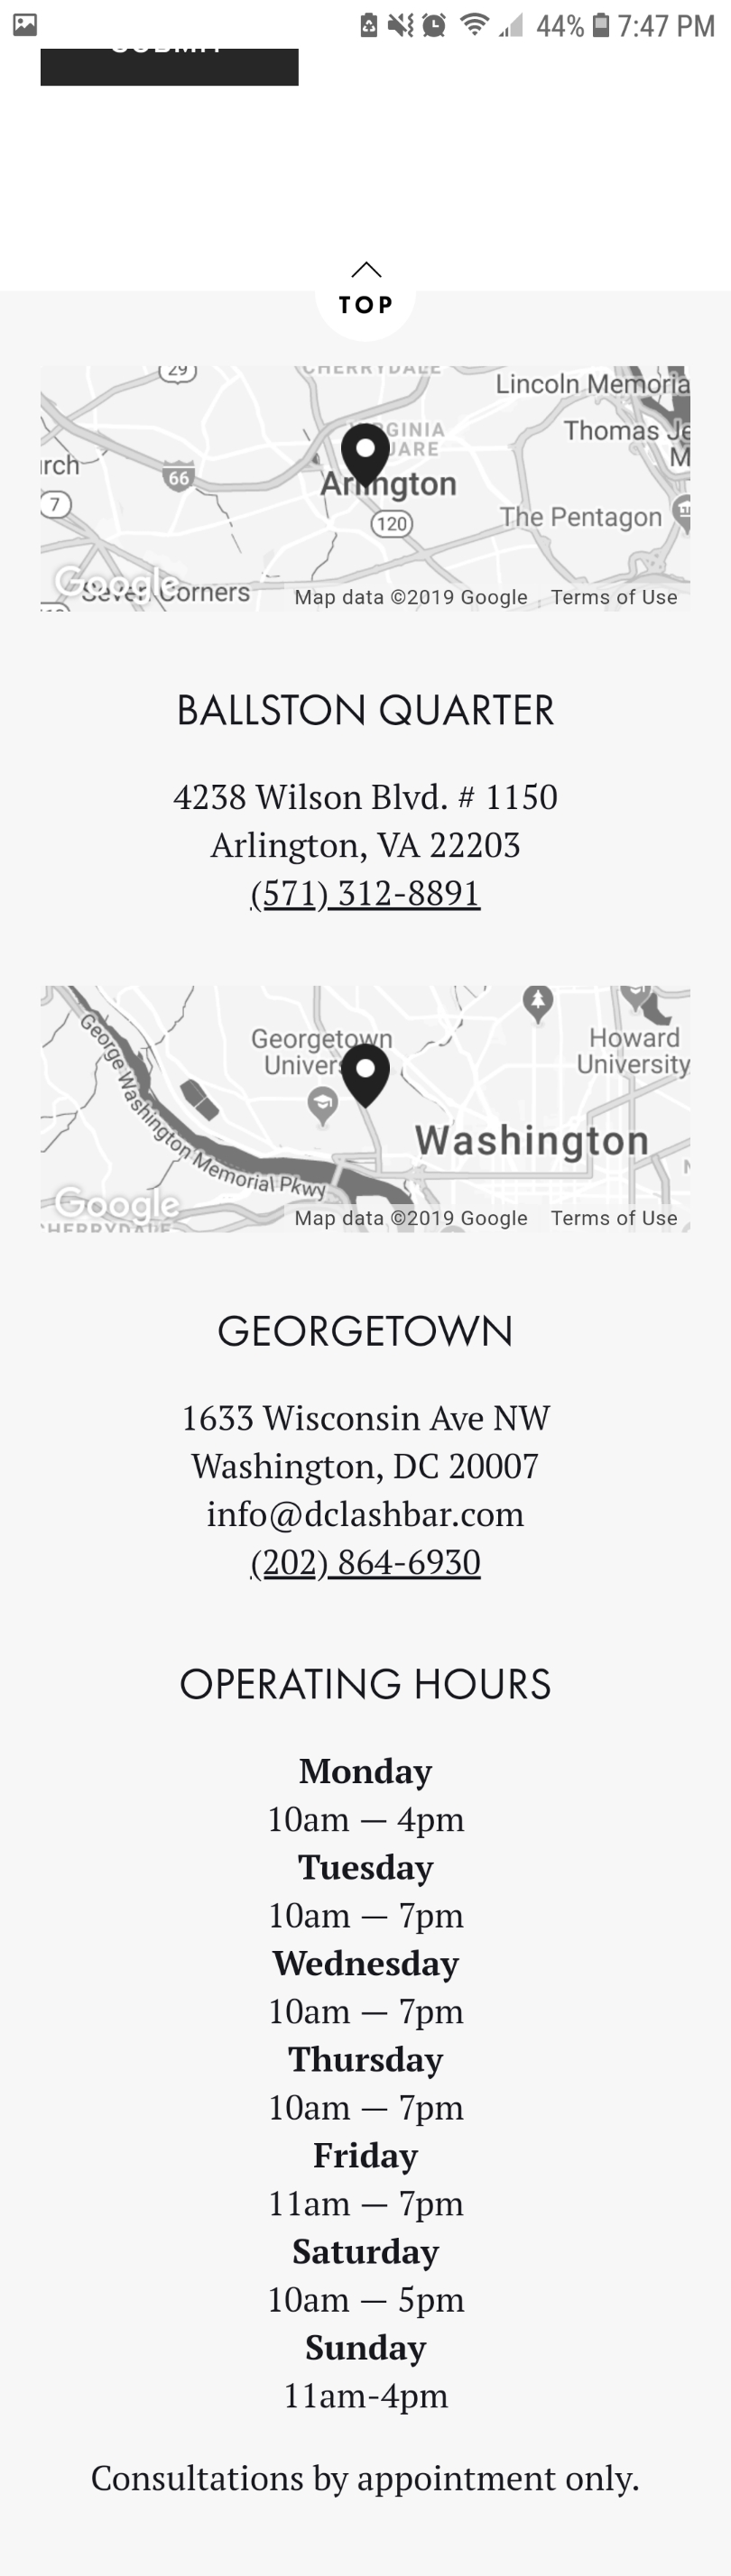 44% 7:47 PM
SUBMIT
TOP
29
CHERRYDALE
Lincoln Memoria
Thomas Je
M
urch
66
7
Arlington
120
The Pentagon
Google
Seven Corners
Map data ©2019 Google Terms of Use
BALLSTON QUARTER
4238 Wilson Blvd. # 1150
Arlington, VA 22203
(571) 312-8891
Georgetown
Univers
Howard
University
George Washington Memorial Pkwy
Washington
Google
CHERRYDALE
Map data ©2019 Google Terms of Use
GEORGETOWN
1633 Wisconsin Ave NW
Washington, DC 20007
info@dclashbar.com
(202) 864-6930
OPERATING HOURS
Monday
10am — 4pm
Tuesday
10am — 7pm
Wednesday
10am — 7pm
Thursday
10am — 7pm
Friday
11am — 7pm
Saturday
10am — 5pm
Sunday
11am-4pm
Consultations by appointment only.